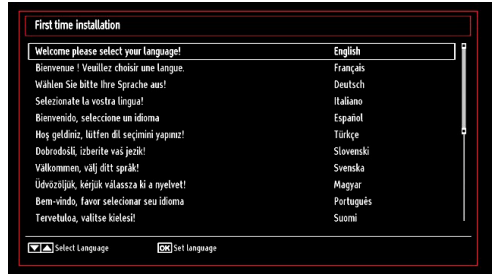 First time installation
Welcome please select your language! English
Bienvenue ! Veuillez choisir une langue. Français
Wählen Sie bitte Ihre Sprache aus! Deutsch
Selezionate la vostra lingua! Italiano
Bienvenido, seleccione un idioma Español
Hoş geldiniz, lütfen dil seçimini yapınız! Türkçe
Dobrodošli, izberite vaš jezik! Slovenski
Välkommen, välj ditt språk! Svenska
Üdvözöljük, kérjük válassza ki a nyelvet! Magyar
Bem-vindo, favor selecionar seu idioma Português
Tervetuloa, valitse kielesi! Suomi
Select Language OK Set language